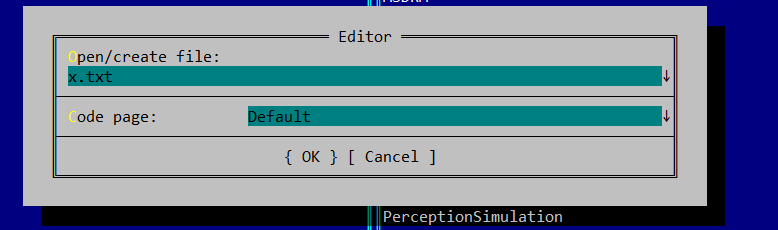 Editor
Open/create file:
x.txt
Code page: Default
{ OK } [ Cancel ]
PerceptionSimulation